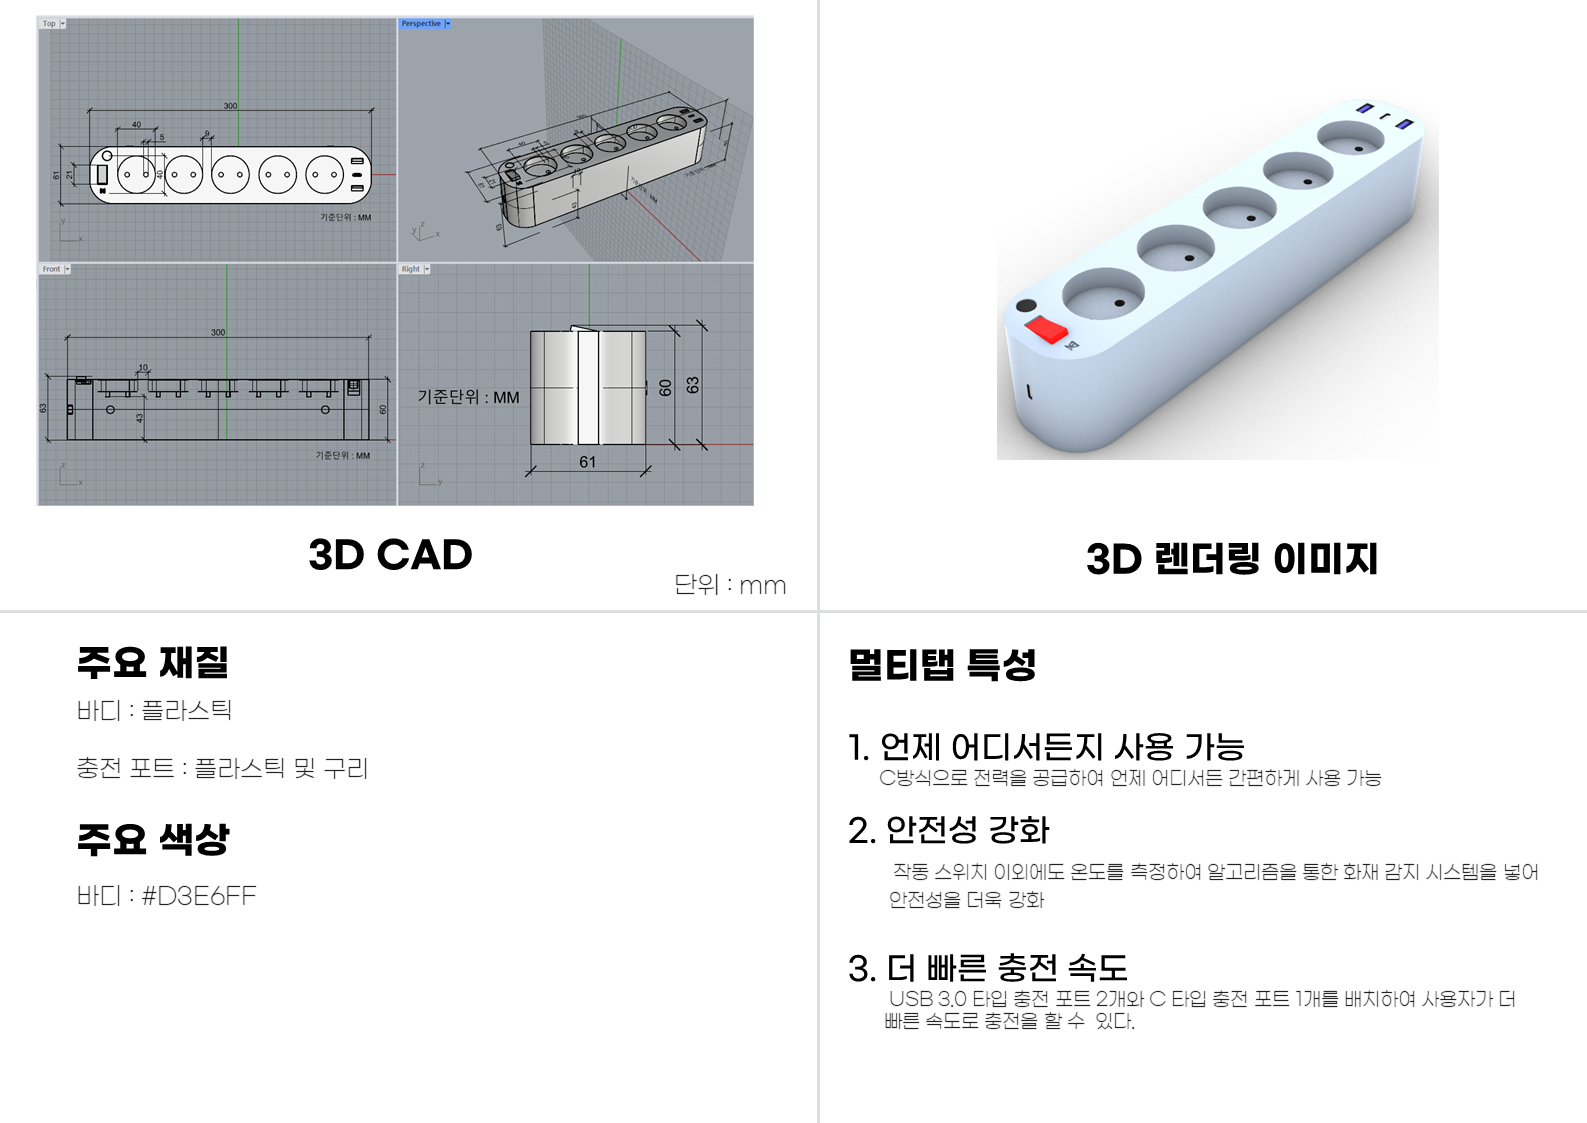 Top
300
40
5
9
61
21
40
기준단위 : MM
Perspective
Front
300
10
63
43
60
기준단위 : MM
Right
기준단위 : MM
60
63
61
3D CAD
단위 : mm
3D 렌더링 이미지
주요 재질
바디 : 플라스틱
충전 포트 : 플라스틱 및 구리
주요 색상
바디 : #D3E6FF
멀티탭 특성
1. 언제 어디서든지 사용 가능
C방식으로 전력을 공급하여 언제 어디서든 간편하게 사용 가능
2. 안전성 강화
작동 스위치 이외에도 온도를 측정하여 알고리즘을 통한 화재 감지 시스템을 넣어
안전성을 더욱 강화
3. 더 빠른 충전 속도
USB 3.0 타입 충전 포트 2개와 C 타입 충전 포트 1개를 배치하여 사용자가 더
빠른 속도로 충전을 할 수 있다.